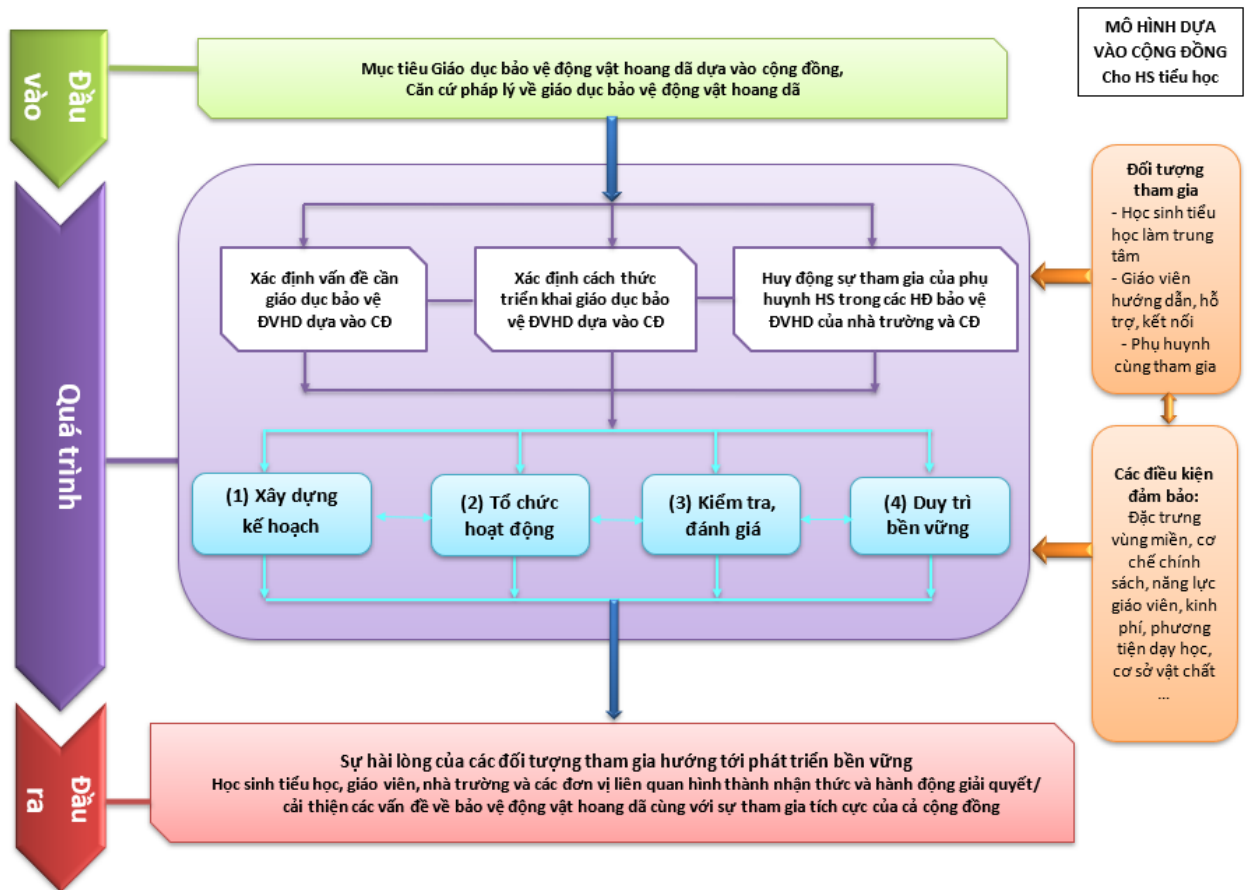 MÔ HÌNH DỰA
VÀO CỘNG ĐỒNG
Cho HS tiểu học
Đầu
vào
Mục tiêu Giáo dục bảo vệ động vật hoang dã dựa vào cộng đồng,
Căn cứ pháp lý về giáo dục bảo vệ động vật hoang dã
Quá trình
Xác định vấn đề cần
giáo dục bảo vệ
ĐVHD dựa vào CĐ
Xác định cách thức
triển khai giáo dục bảo
vệ ĐVHD dựa vào CĐ
Huy động sự tham gia của phụ
huynh HS trong các HĐ bảo vệ
ĐVHD của nhà trường và CĐ
(1) Xây dựng
kế hoạch
(2) Tổ chức
hoạt động
(3) Kiểm tra,
đánh giá
(4) Duy trì
bền vững
Đối tượng
tham gia
- Học sinh tiểu
học làm trung
tâm
- Giáo viên
hướng dẫn, hỗ
trợ, kết nối
- Phụ huynh
cùng tham gia
Các điều kiện
đảm bảo:
Đặc trưng
vùng miền, cơ
chế chính
sách, năng lực
giáo viên, kinh
phí, phương
tiện dạy học,
cơ sở vật chất
...
Đầu
ra
Sự hài lòng của các đối tượng tham gia hướng tới phát triển bền vững
Học sinh tiểu học, giáo viên, nhà trường và các đơn vị liên quan hình thành nhận thức và hành động giải quyết/
cải thiện các vấn đề về bảo vệ động vật hoang dã cùng với sự tham gia tích cực của cả cộng đồng